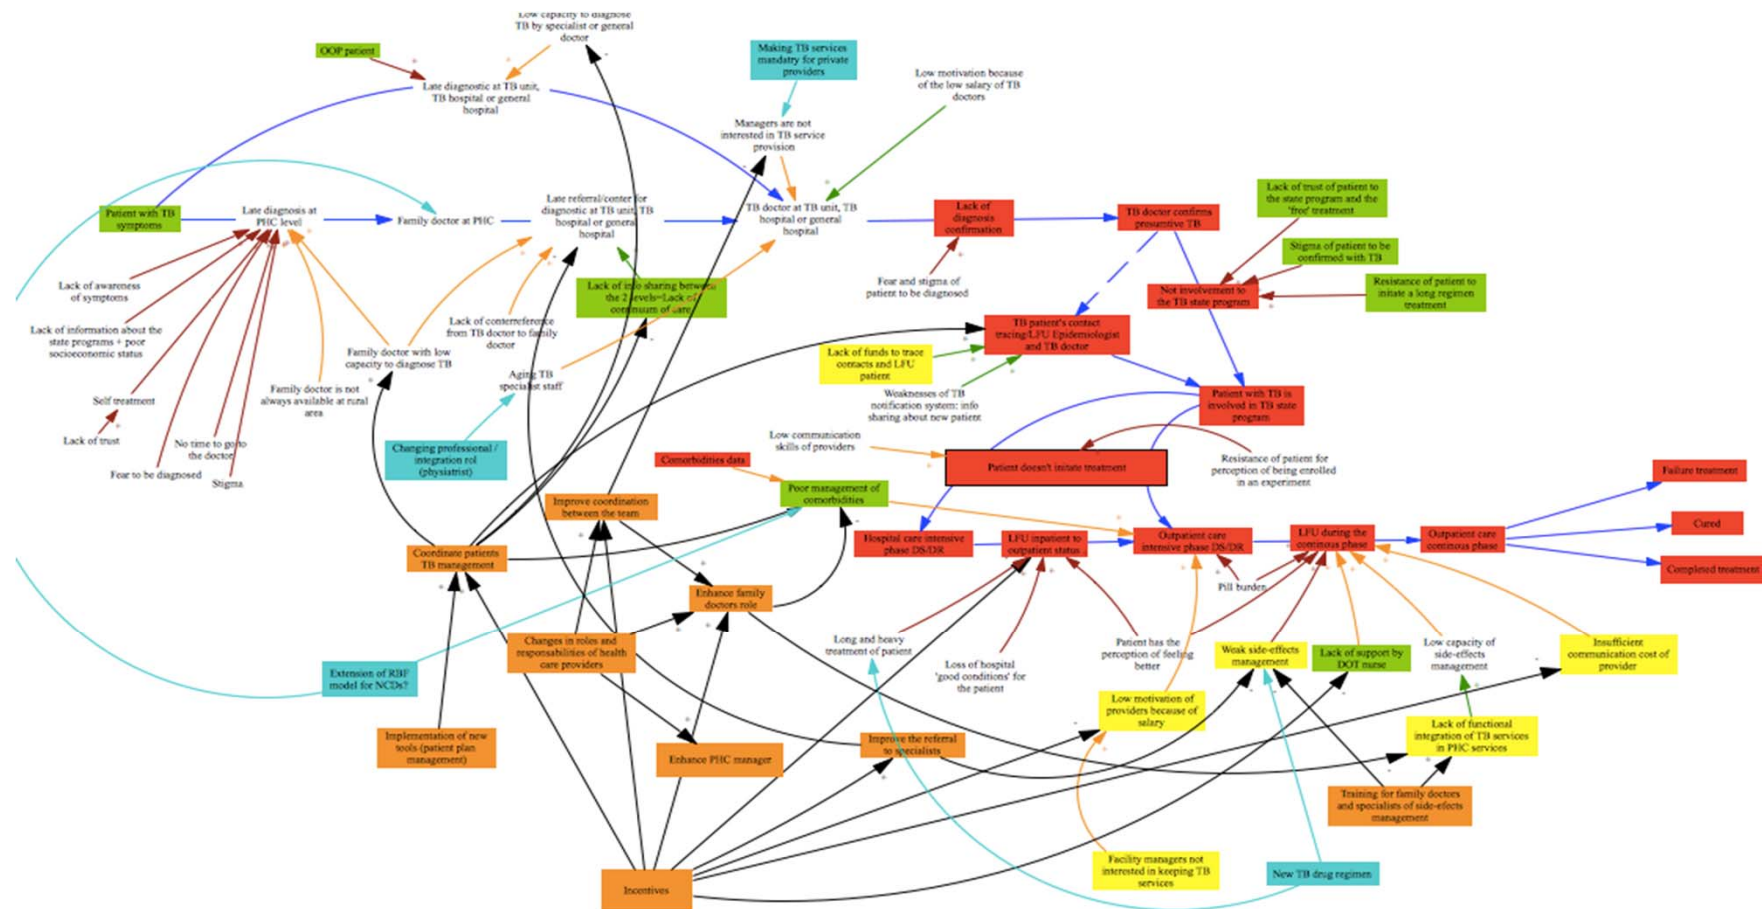 Low capacity to diagnose
TB by specialist or general
doctor
OOP patient
Late diagnostic at TB unit,
TB hospital or general
hospital
Making TB services
mandatry for private
providers
Low motivation because
of the low salary of TB
doctors
Managers are not
interested in TB service
provision
Patient with TB
symptoms
Late diagnosis at
PHC level
Family doctor at PHC
Late referral/center for
diagnostic at TB unit, TB
hospital or general
hospital
TB doctor at TB unit, TB
hospital or general
hospital
Lack of
diagnosis
confirmation
TB doctor confirms
presumtive TB
Lack of trust of patient to
the state program and the
'free' treatment
Stigma of patient to be
confirmed with TB
Resistance of patient to
initate a long regimen
treatment
Not involvement to
the TB state program
Fear and stigma of
patient to be diagnosed
Lack of awareness
of symptoms
Lack of information about the
state programs + poor
socioeconomic status
Self treatment
Lack of trust
Fear to be diagnosed
No time to go to
the doctor
Stigma
Family doctor is not
always available at rural
area
Family doctor with low
capacity to diagnose TB
Lack of conterreference
from TB doctor to family
doctor
Lack of info sharing between
the 2 levels=Lack of
continuum of care
Aging TB
specialist staff
Changing professional /
integration rol
(physiatrist)
TB patient's contact
tracing/LFU Epidemiologist
and TB doctor
Lack of funds to trace
contacts and LFU
patient
Weaknesses of TB
notification system: info
sharing about new patient
Patient with TB is
involved in TB state
program
Low communication
skills of providers
Patient doesn't initate treatment
Resistance of patient for
perception of being enrolled
in an experiment
Comorbidities data
Poor management of
comorbidities
Improve coordination
between the team
Coordinate patients
TB management
Hospital care intensive
phase DS/DR
LFU inpatient to
outpatient status
Outpatient care
intensive phase DS/DR
LFU during the
continous phase
Outpatient care
continous phase
Failure treatment
Cured
Completed treatment
Pill burden
Enhance family
doctors role
Changes in roles and
responsabilities of health
care providers
Extension of RBF
model for NCDs?
Implementation of new
tools (patient plan
management)
Enhance PHC manager
Improve the referral
to specialists
Long and heavy
treatment of patient
Loss of hospital
'good conditions' for
the patient
Patient has the
perception of feeling
better
Weak side-effects
management
Lack of support by
DOT nurse
Low capacity of
side-effects
management
Insufficient
communication cost of
provider
Low motivation of
providers because of
salary
Lack of functional
integration of TB services
in PHC services
Training for family doctors
and specialists of side-efects
management
Facility managers not
interested in keeping TB
services
New TB drug regimen
Incentives